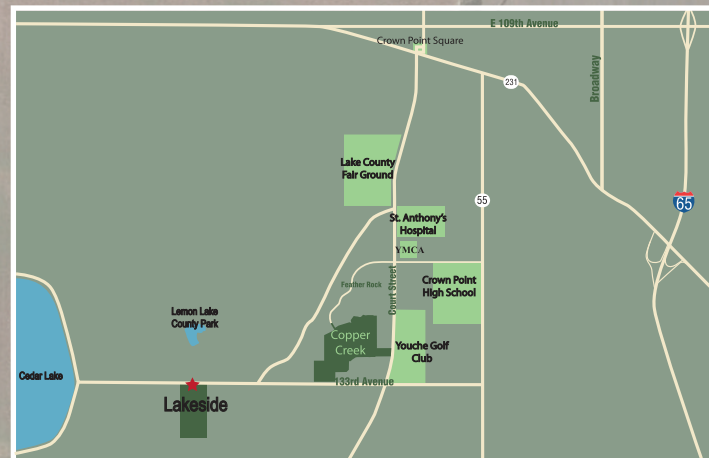 E 109th Avenue
Crown Point Square
Broadway
231
Lake County
Fair Ground
55
65
St. Anthony's
Hospital
YMCA
Court Street
Feather Rock
Crown Point
High School
Lemon Lake
County Park
Copper
Creek
Youche Golf
Club
Cedar Lake
133rd Avenue
Lakeside